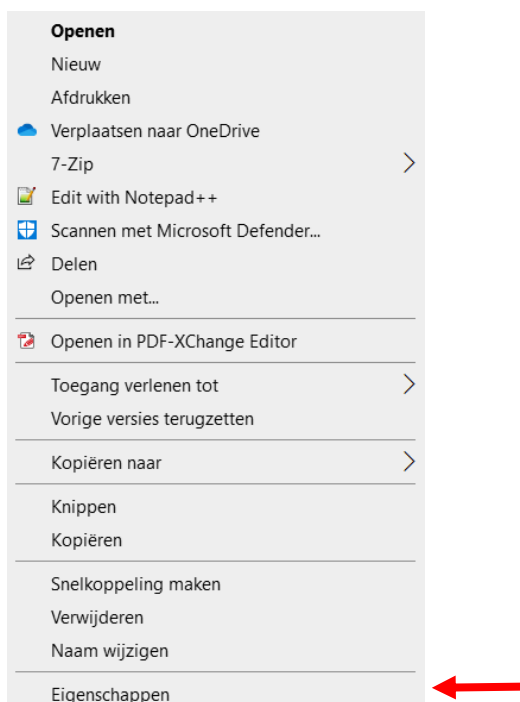 Openen
Nieuw
Afdrukken
Verplaatsen naar OneDrive
7-Zip
Edit with Notepad++
Scannen met Microsoft Defender...
Delen
Openen met...
Openen in PDF-XChange Editor
Toegang verlenen tot
Vorige versies terugzetten
Kopiëren naar
Knippen
Kopiëren
Snelkoppeling maken
Verwijderen
Naam wijzigen
Eigenschappen